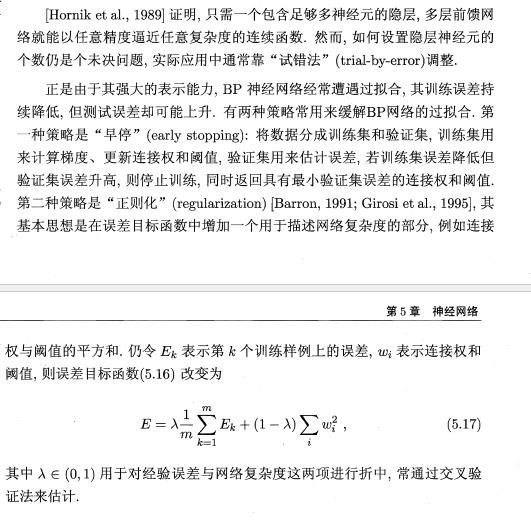 [Hornik et al., 1989] 证明, 只需一个包含足够多神经元的隐层, 多层前馈网
络就能以任意精度逼近任意复杂度的连续函数. 然而, 如何设置隐层神经元的
个数仍是个未决问题, 实际应用中通常靠“试错法”(trial-by-error)调整.
正是由于其强大的表示能力, BP 神经网络经常遭遇过拟合, 其训练误差持
续降低, 但测试误差却可能上升. 有两种策略常用来缓解BP网络的过拟合. 第
一种策略是“早停”(early stopping): 将数据分成训练集和验证集, 训练集用
来计算梯度、更新连接权和阈值, 验证集用来估计误差, 若训练集误差降低但
验证集误差升高, 则停止训练, 同时返回具有最小验证集误差的连接权和阈值.
第二种策略是“正则化”(regularization) [Barron, 1991; Girosi et al., 1995], 其
基本思想是在误差目标函数中增加一个用于描述网络复杂度的部分, 例如连接
第5章 神经网络
权与阈值的平方和. 仍令 Eₖ 表示第 k 个训练样例上的误差, wᵢ 表示连接权和
阈值, 则误差目标函数(5.16) 改变为
E = λ 1/m ∑ₖ₌₁ᵐ Eₖ + (1 − λ) ∑ᵢ wᵢ² , (5.17)
其中 λ ∈ (0,1) 用于对经验误差与网络复杂度这两项进行折中, 常通过交叉验
证法来估计.